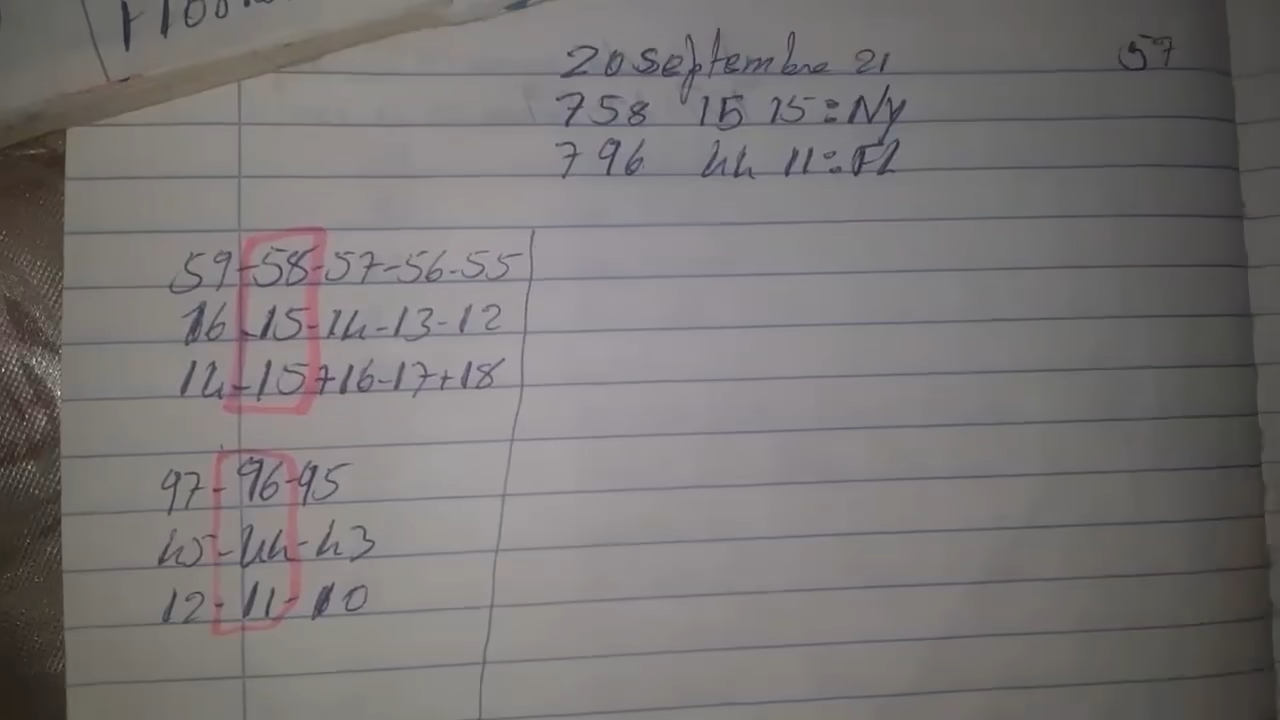 20 septembre 21
57
758 15 15 = Ny
796 44 11 = FL
59-58-57-56-55
16-15-14-13-12
14-15+16-17+18
97-96-95
45-44-43
12-11-10